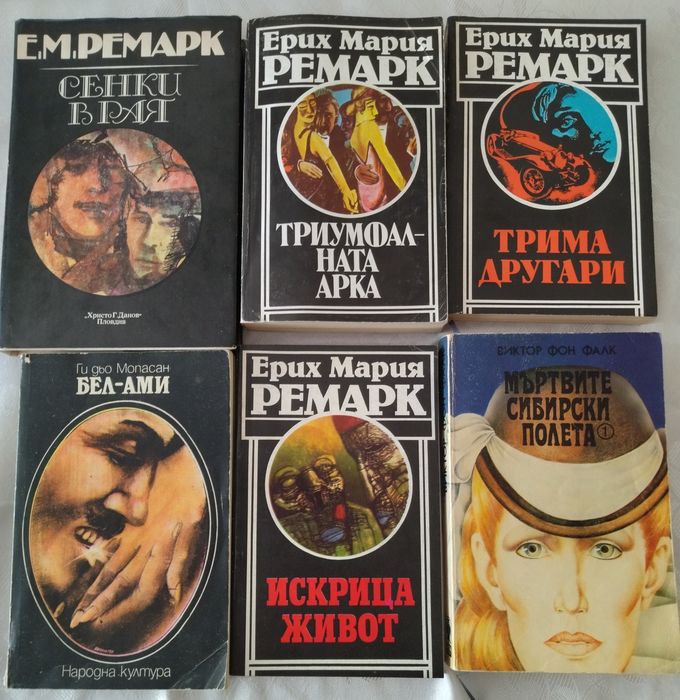 Е.М.РЕМАРК
СЕНКИ
В РАЯ
„Христо Г. Данов“
Пловдив
Ерих Мария
РЕМАРК
ТРИУМФАЛ-
НАТА
АРКА
Ерих Мария
РЕМАРК
ТРИМА
ДРУГАРИ
Ги дьо Мопасан
БЕЛ-АМИ
Народна култура
Ерих Мария
РЕМАРК
ИСКРИЦА
ЖИВОТ
ВИКТОР ФОН ФАЛК
МЪРТВИТЕ
СИБИРСКИ
ПОЛЕТА 1